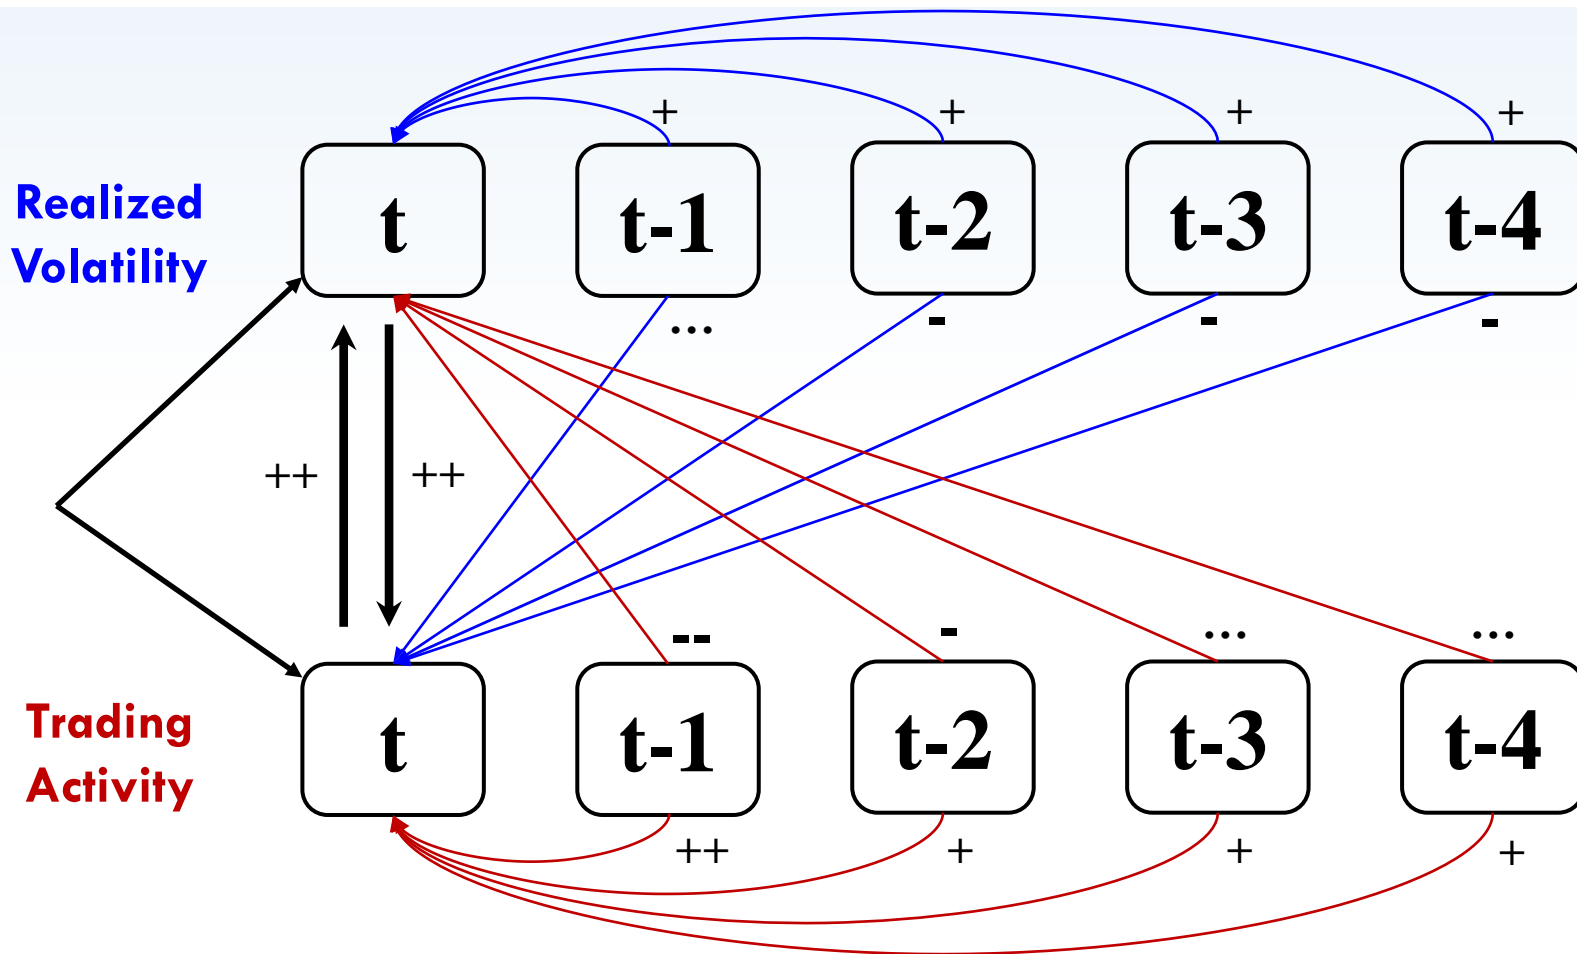 + + + +
Realized
Volatility
t t-1 t-2 t-3 t-4
... - - -
++ ++
-- - ... ...
Trading
Activity
t t-1 t-2 t-3 t-4
++ + + +